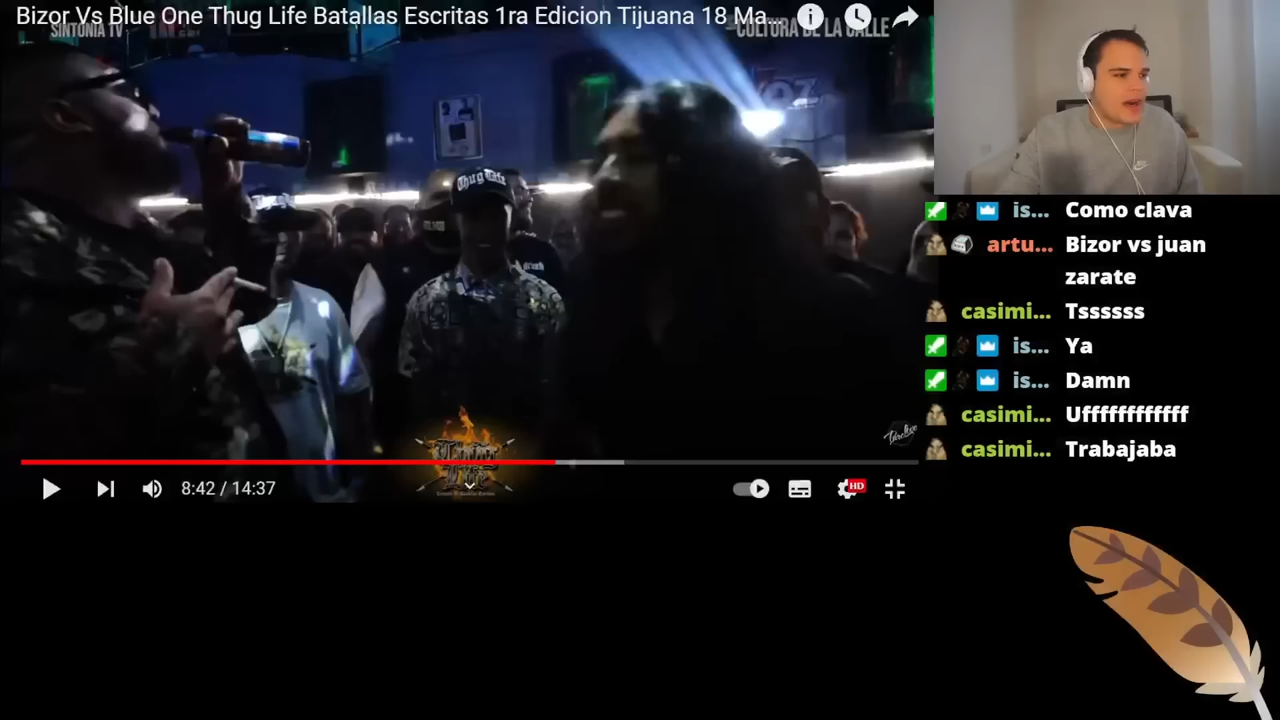 Bizor Vs Blue One Thug Life Batallas Escritas 1ra Edicion Tijuana 18 Ma...
SINTONIA TV
CULTURA DE LA CALLE
Thug Life
8:42 / 14:37
HD
is... Como clava
artu... Bizor vs juan
zarate
casimi... Tssssss
is... Ya
is... Damn
casimi... Uffffffffffff
casimi... Trabajaba